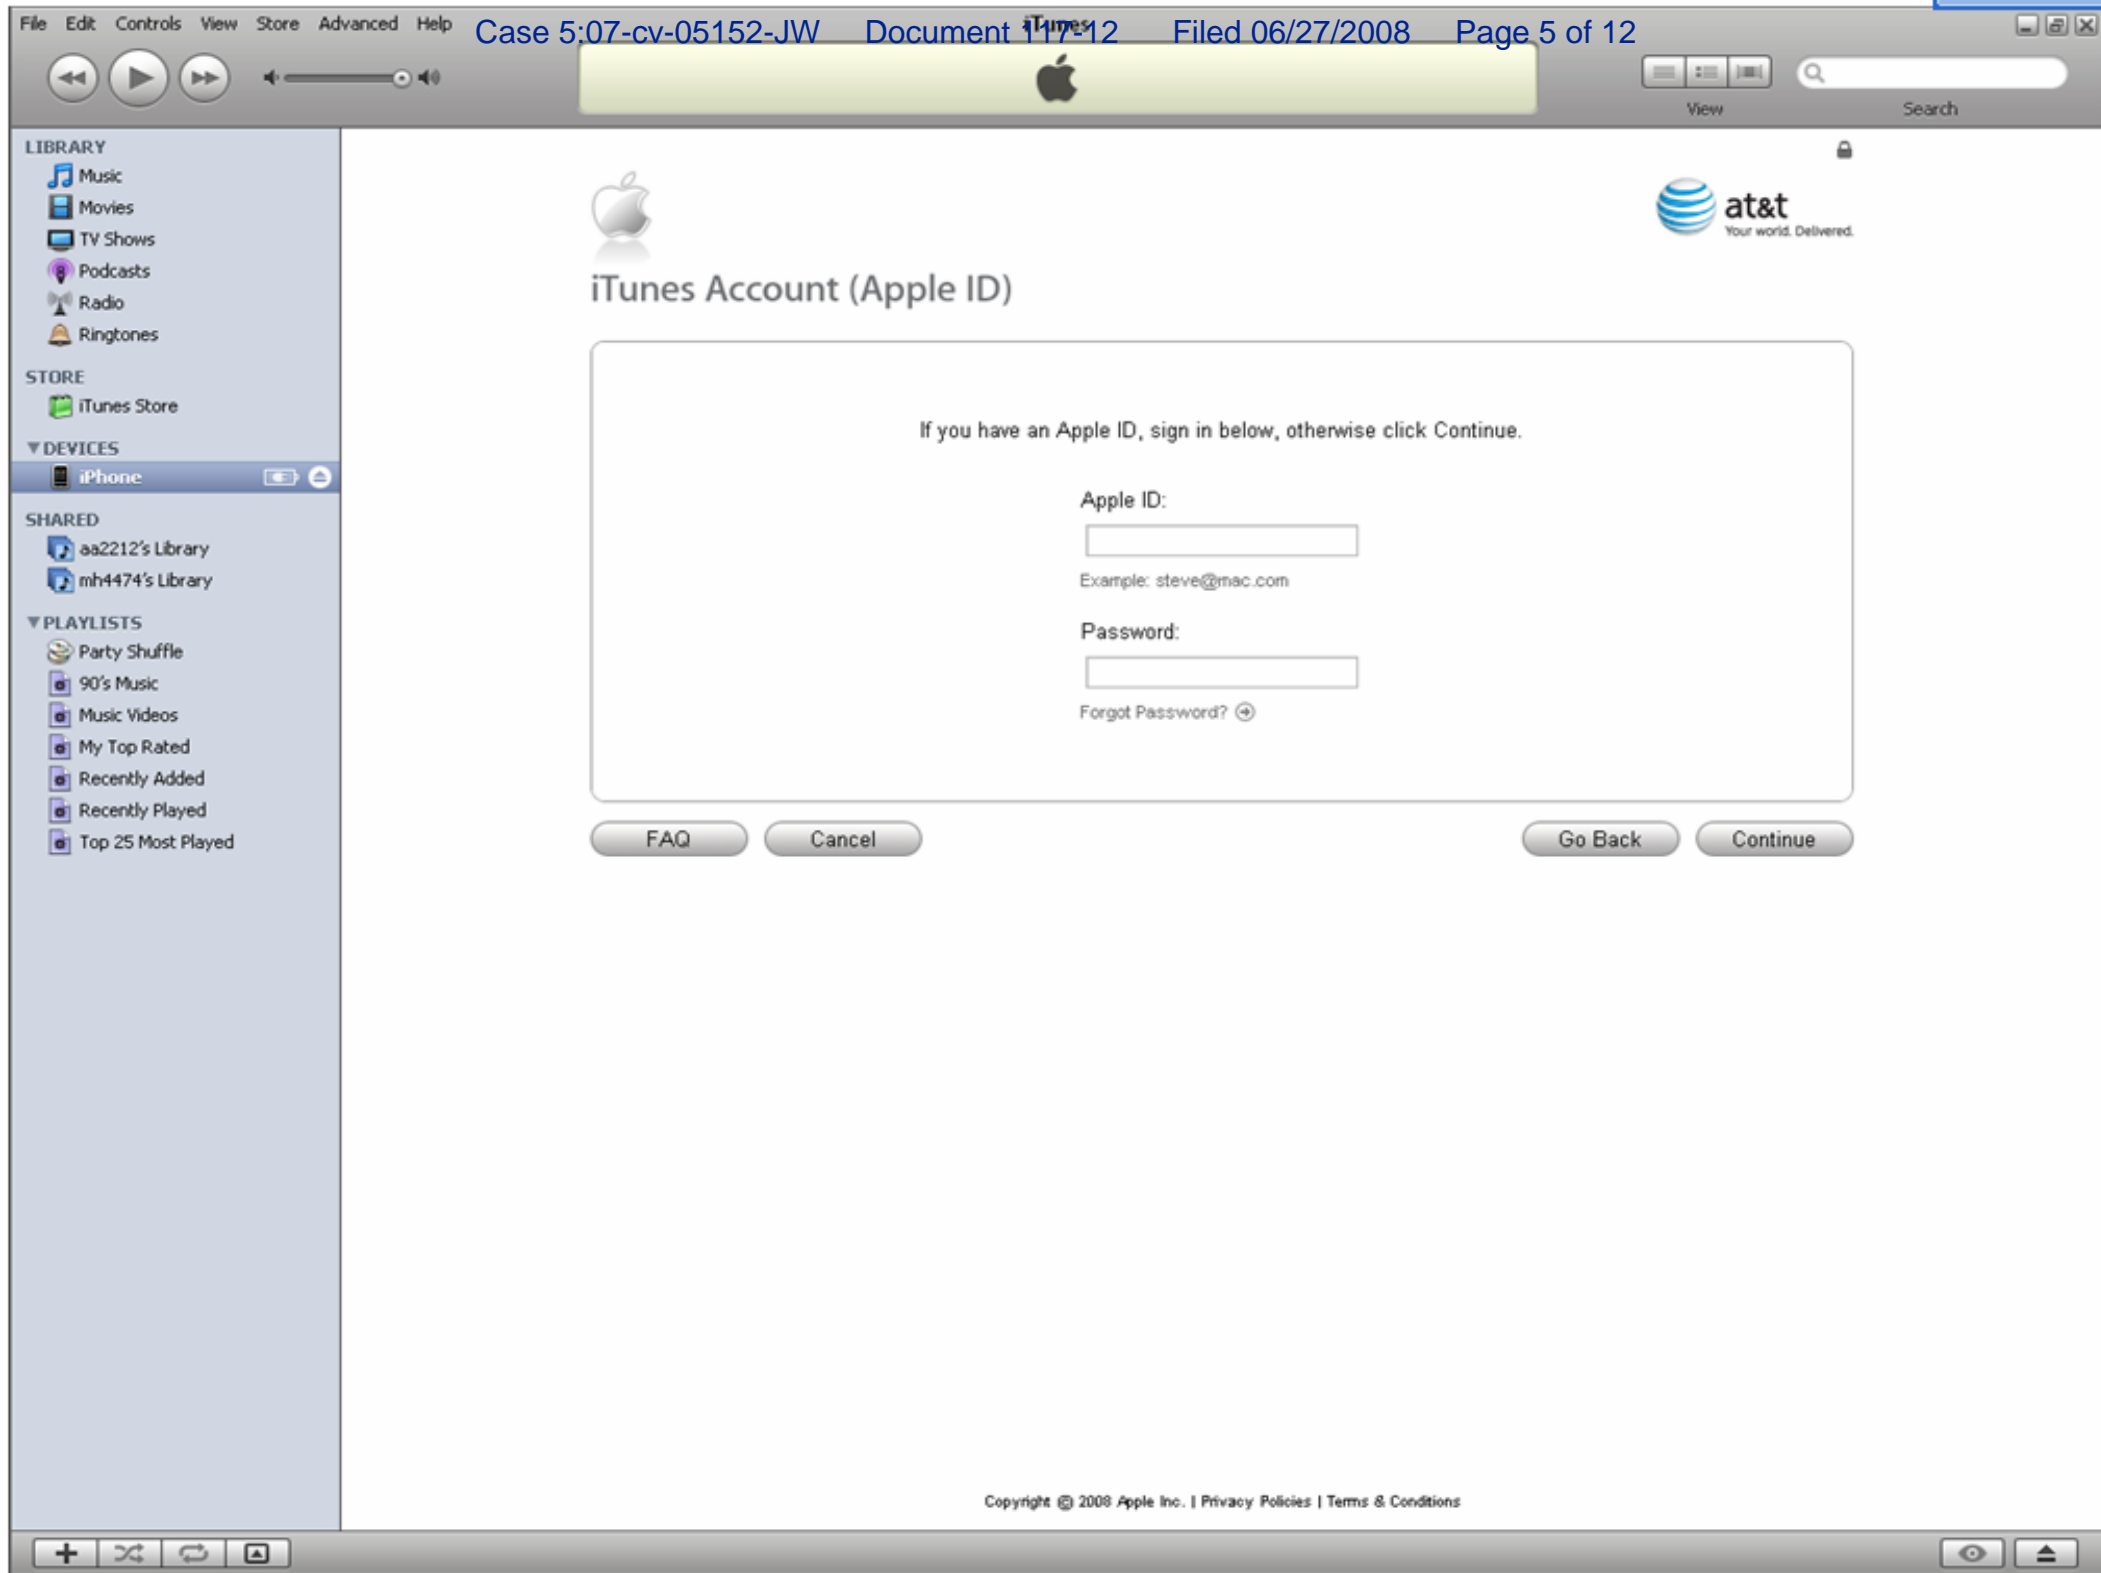 File Edit Controls View Store Advanced Help
iTunes
Case 5:07-cv-05152-JW Document 117-12 Filed 06/27/2008 Page 5 of 12
View
Search
LIBRARY
Music
Movies
TV Shows
Podcasts
Radio
Ringtones
STORE
iTunes Store
DEVICES
iPhone
SHARED
aa2212's Library
mh4474's Library
PLAYLISTS
Party Shuffle
90's Music
Music Videos
My Top Rated
Recently Added
Recently Played
Top 25 Most Played
at&t
Your world. Delivered.
iTunes Account (Apple ID)
If you have an Apple ID, sign in below, otherwise click Continue.
Apple ID:
Example: steve@mac.com
Password:
Forgot Password?
FAQ Cancel Go Back Continue
Copyright © 2008 Apple Inc. | Privacy Policies | Terms & Conditions